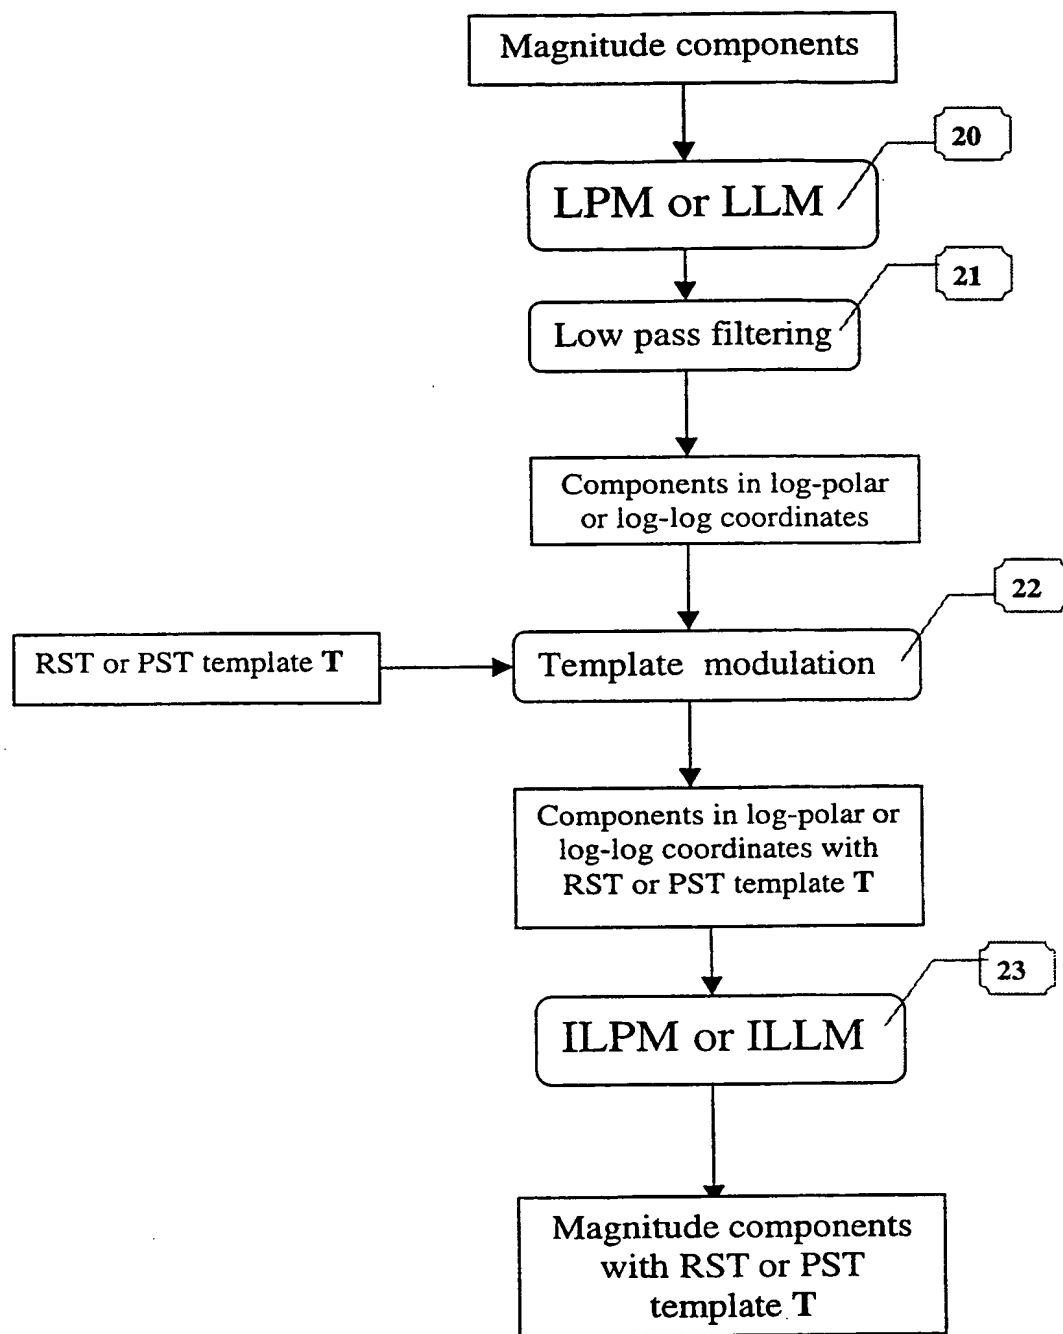 Magnitude components
20
LPM or LLM
21
Low pass filtering
Components in log-polar
or log-log coordinates
22
RST or PST template T
Template modulation
Components in log-polar or
log-log coordinates with
RST or PST template T
23
ILPM or ILLM
Magnitude components
with RST or PST
template T